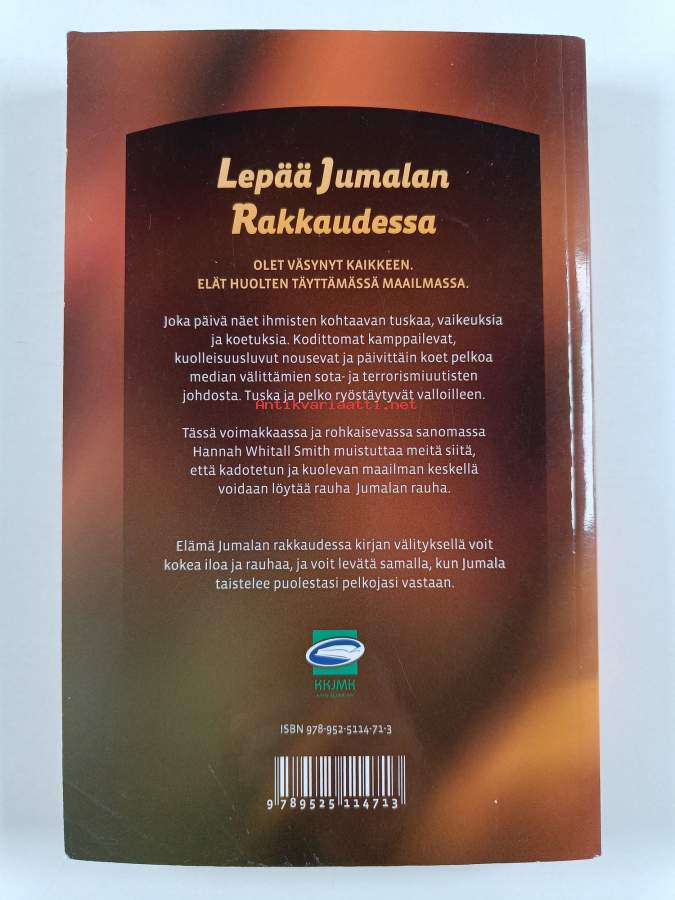 Lepää Jumalan
Rakkaudessa
OLET VÄSYNYT KAIKKEEN.
ELÄT HUOLTEN TÄYTTÄMÄSSÄ MAAILMASSA.
Joka päivä näet ihmisten kohtaavan tuskaa, vaikeuksia
ja koetuksia. Kodittomat kamppailevat,
kuolleisuusluvut nousevat ja päivittäin koet pelkoa
median välittämien sota- ja terrorismiuutisten
johdosta. Tuska ja pelko ryöstäytyvät valloilleen.
Antikvariaatti.net
Tässä voimakkaassa ja rohkaisevassa sanomassa
Hannah Whitall Smith muistuttaa meitä siitä,
että kadotetun ja kuolevan maailman keskellä
voidaan löytää rauha Jumalan rauha.
Elämä Jumalan rakkaudessa kirjan välityksellä voit
kokea iloa ja rauhaa, ja voit levätä samalla, kun Jumala
taistelee puolestasi pelkojasi vastaan.
KKJMK
ISBN 978-952-5114-71-3
9 789525 114713